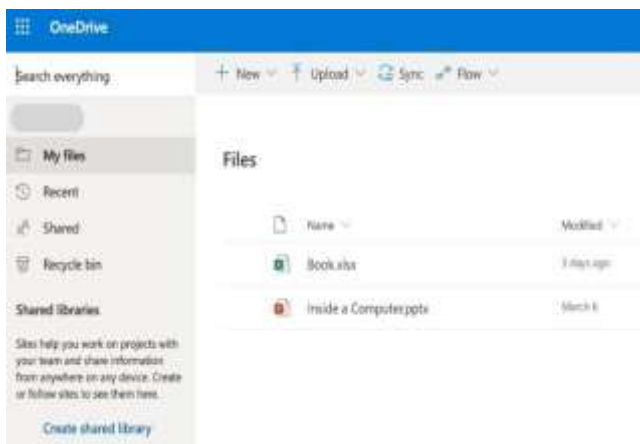 OneDrive
Search everything
+ New Upload Sync Flow
My files
Recent
Shared
Recycle bin
Shared libraries
Sites help you work on projects with
your team and share information
from anywhere on any device. Create
or follow sites to see them here.
Create shared library
Files
Name Modified
Book.xlsx 3 days ago
Inside a Computer.pptx March 6